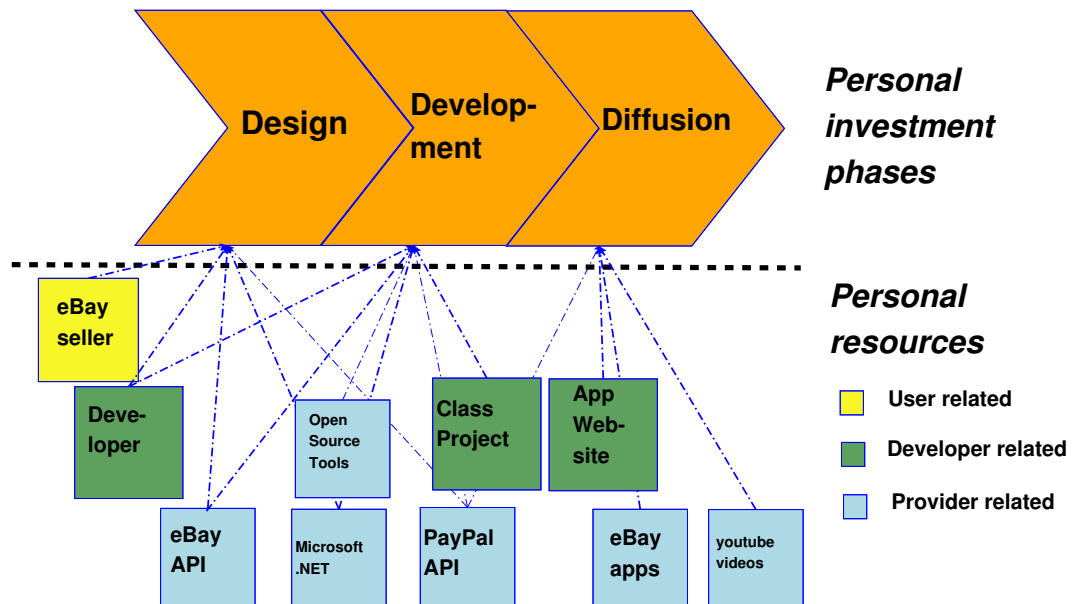 Design
Develop-
ment
Diffusion
Personal
investment
phases
eBay
seller
Deve-
loper
Open
Source
Tools
Class
Project
App
Web-
site
eBay
API
Microsoft
.NET
PayPal
API
eBay
apps
youtube
videos
Personal
resources
User related
Developer related
Provider related